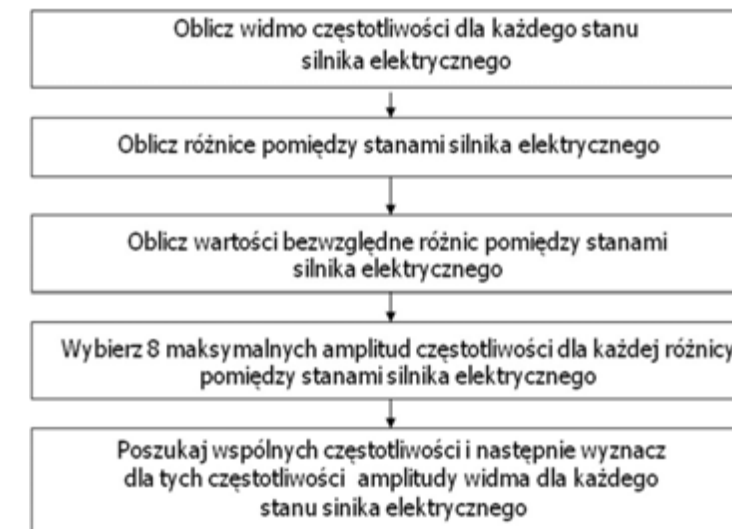 Oblicz widmo częstotliwości dla każdego stanu
silnika elektrycznego
Oblicz różnice pomiędzy stanami silnika elektrycznego
Oblicz wartości bezwzględne różnic pomiędzy stanami
silnika elektrycznego
Wybierz 8 maksymalnych amplitud częstotliwości dla każdej różnicy
pomiędzy stanami silnika elektrycznego
Poszukaj wspólnych częstotliwości i następnie wyznacz
dla tych częstotliwości amplitudy widma dla każdego
stanu sinika elektrycznego